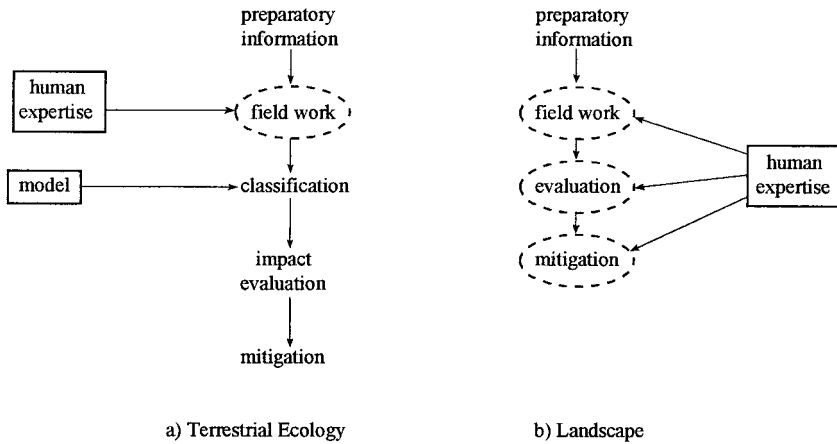 preparatory
information
human
expertise
field work
model
classification
impact
evaluation
mitigation
a) Terrestrial Ecology
preparatory
information
field work
human
expertise
evaluation
mitigation
b) Landscape